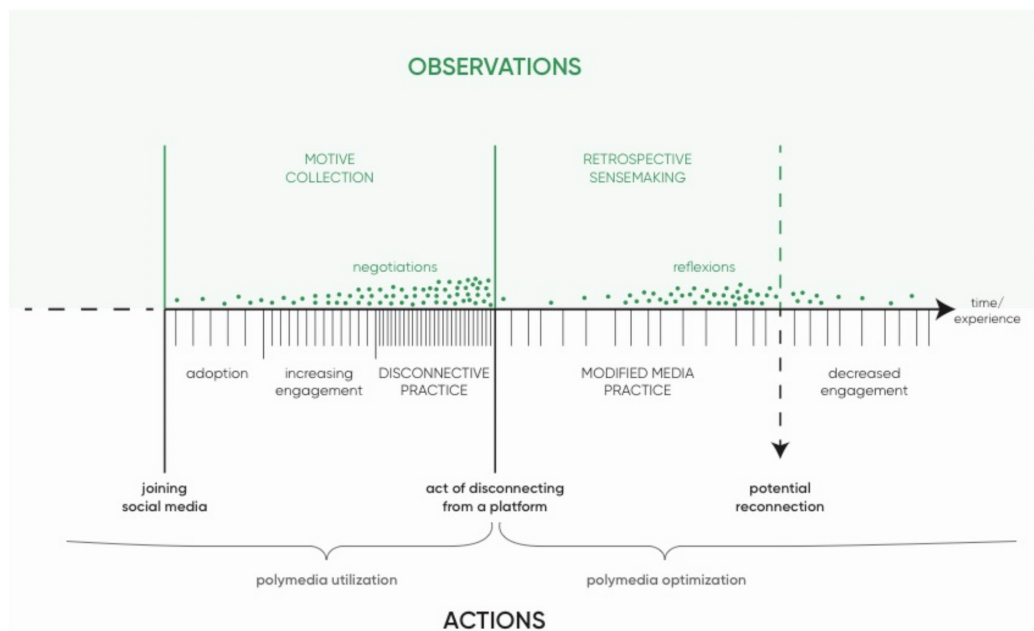 OBSERVATIONS
MOTIVE
COLLECTION
RETROSPECTIVE
SENSEMAKING
negotiations
reflexions
time/
experience
adoption
increasing
engagement
DISCONNECTIVE
PRACTICE
MODIFIED MEDIA
PRACTICE
decreased
engagement
joining
social media
act of disconnecting
from a platform
potential
reconnection
polymedia utilization
polymedia optimization
ACTIONS